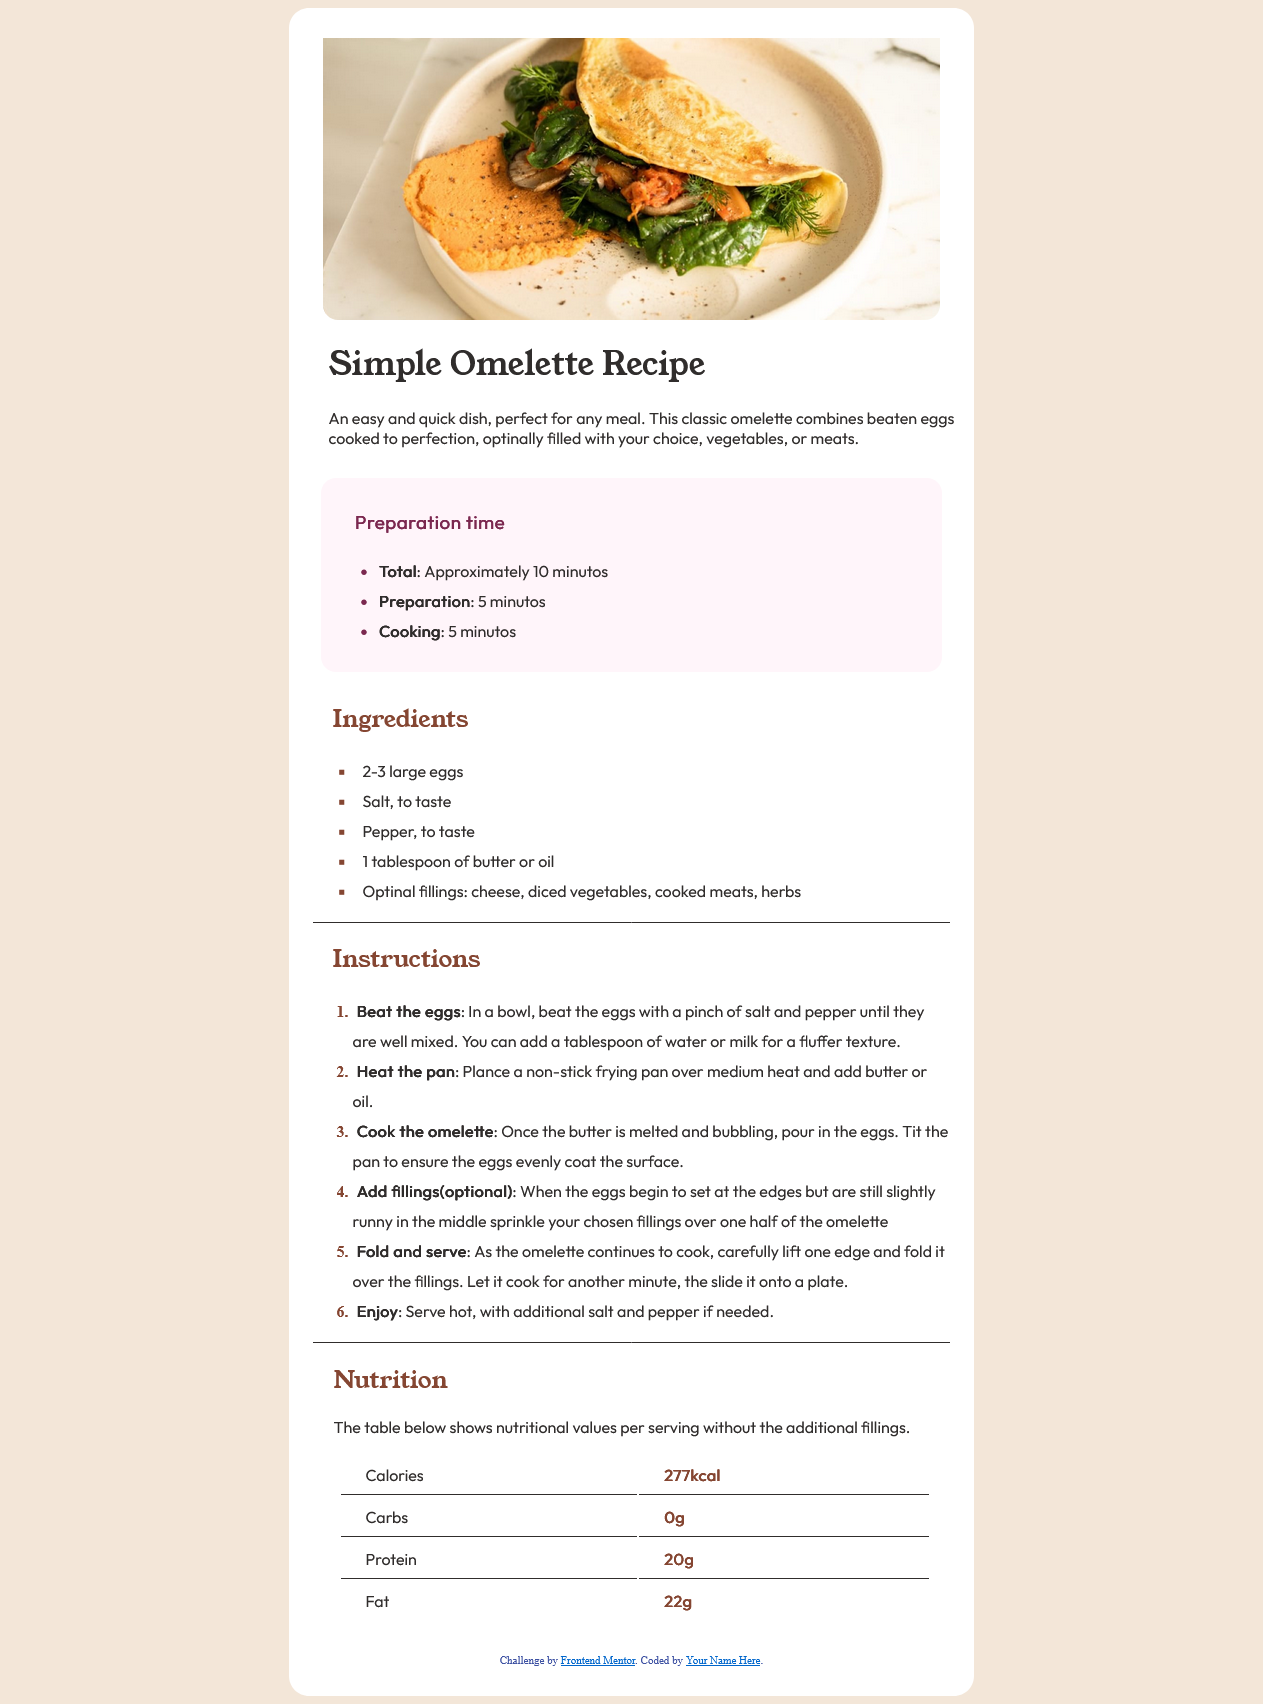 Simple Omelette Recipe
An easy and quick dish, perfect for any meal. This classic omelette combines beaten eggs
cooked to perfection, optinally filled with your choice, vegetables, or meats.
Preparation time
• Total: Approximately 10 minutos
• Preparation: 5 minutos
• Cooking: 5 minutos
Ingredients
▪ 2-3 large eggs
▪ Salt, to taste
▪ Pepper, to taste
▪ 1 tablespoon of butter or oil
▪ Optinal fillings: cheese, diced vegetables, cooked meats, herbs
Instructions
1. Beat the eggs: In a bowl, beat the eggs with a pinch of salt and pepper until they
are well mixed. You can add a tablespoon of water or milk for a fluffer texture.
2. Heat the pan: Plance a non-stick frying pan over medium heat and add butter or
oil.
3. Cook the omelette: Once the butter is melted and bubbling, pour in the eggs. Tit the
pan to ensure the eggs evenly coat the surface.
4. Add fillings(optional): When the eggs begin to set at the edges but are still slightly
runny in the middle sprinkle your chosen fillings over one half of the omelette
5. Fold and serve: As the omelette continues to cook, carefully lift one edge and fold it
over the fillings. Let it cook for another minute, the slide it onto a plate.
6. Enjoy: Serve hot, with additional salt and pepper if needed.
Nutrition
The table below shows nutritional values per serving without the additional fillings.
Calories 277kcal
Carbs 0g
Protein 20g
Fat 22g
Challenge by Frontend Mentor. Coded by Your Name Here.